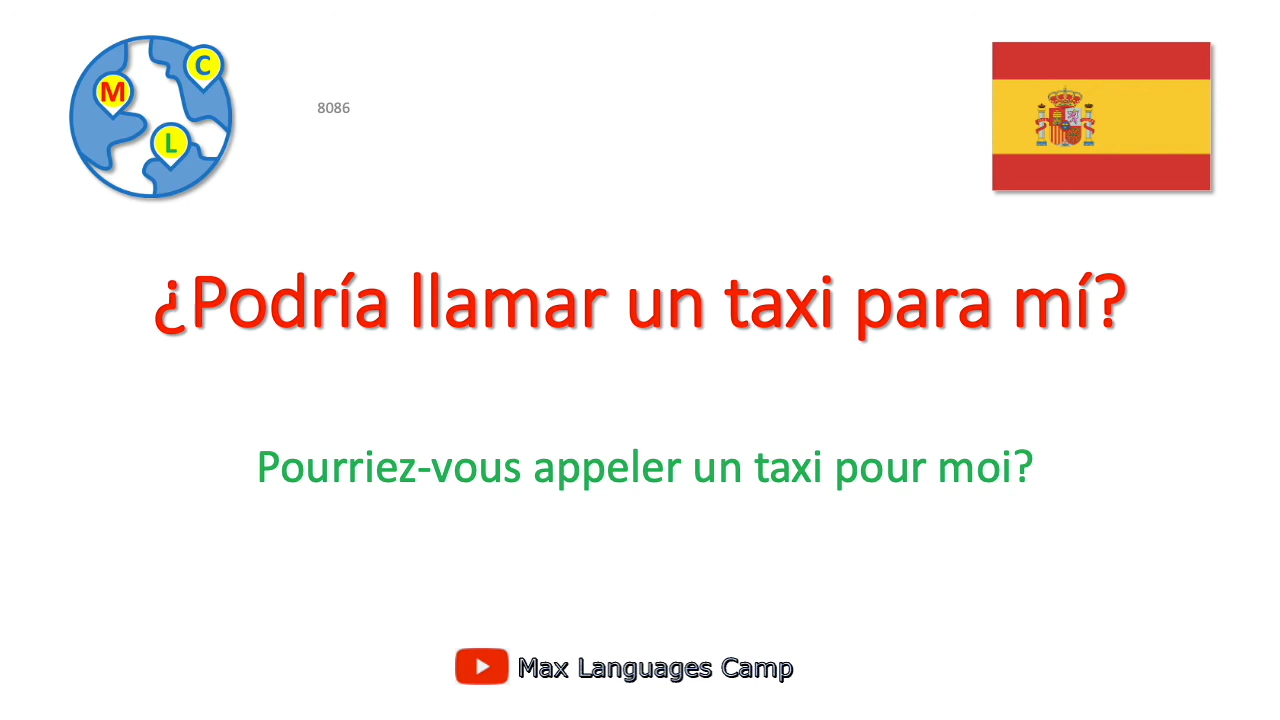 M
C
L
8086
¿Podría llamar un taxi para mí?
Pourriez-vous appeler un taxi pour moi?
Max Languages Camp